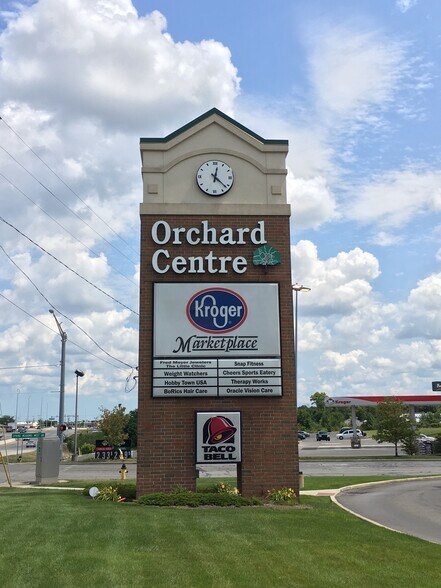 Orchard
Centre
Kroger
Marketplace
Fred Meyer Jewelers
The Little Clinic
Snap Fitness
Weight Watchers
Cheers Sports Eatery
Hobby Town USA
Therapy Works
BoRics Hair Care
Oracle Vision Care
TACO
BELL
Kroger